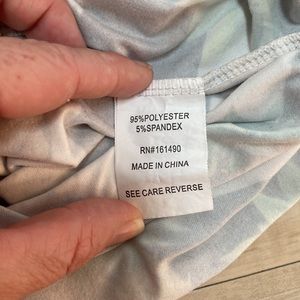 95%POLYESTER
5%SPANDEX
RN#161490
MADE IN CHINA
SEE CARE REVERSE